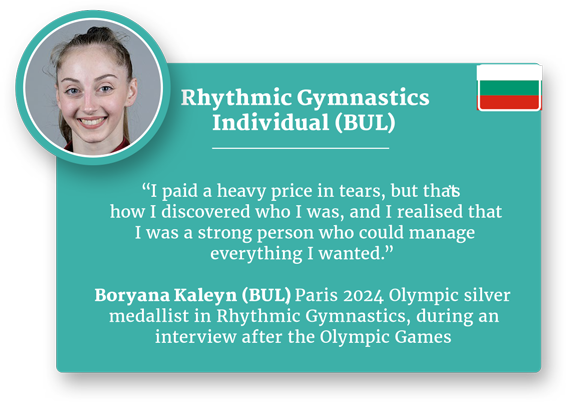 Rhythmic Gymnastics
Individual (BUL)
“I paid a heavy price in tears, but that’s
how I discovered who I was, and I realised that
I was a strong person who could manage
everything I wanted.”
Boryana Kaleyn (BUL) Paris 2024 Olympic silver
medallist in Rhythmic Gymnastics, during an
interview after the Olympic Games